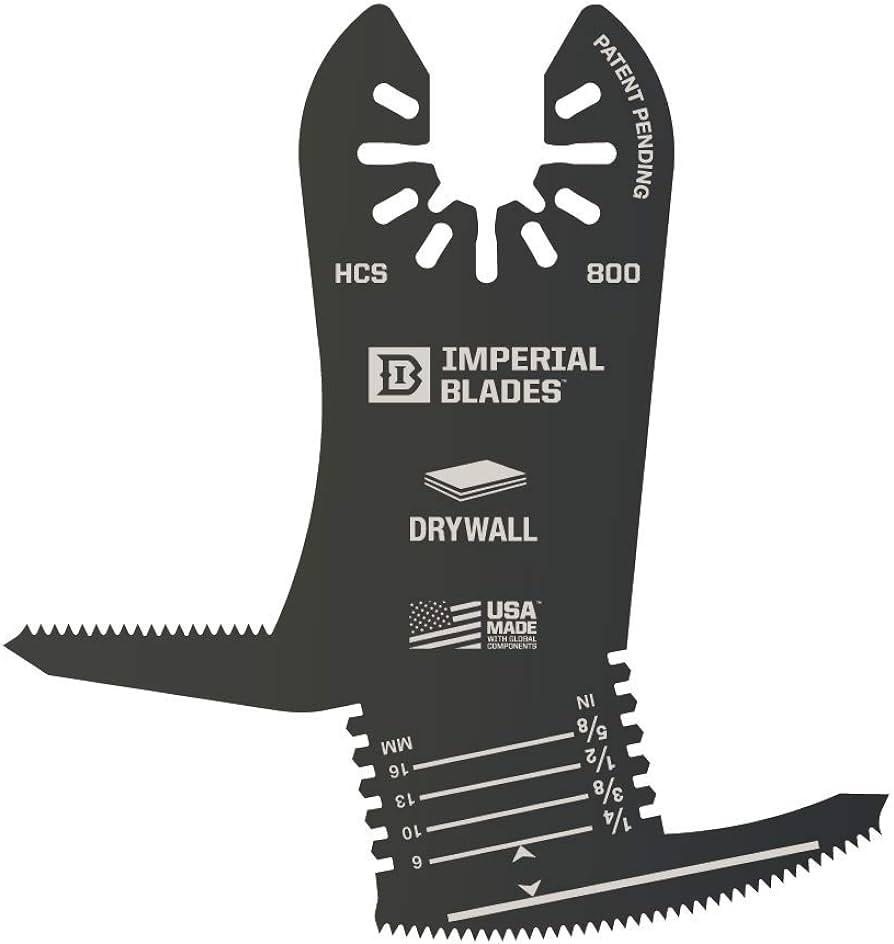 PATENT PENDING
HCS 800
IMPERIAL
BLADES™
DRYWALL
USA™
MADE
WITH GLOBAL
COMPONENTS
IN
MM 5/8
16 1/2
13 3/8
10 1/4
6